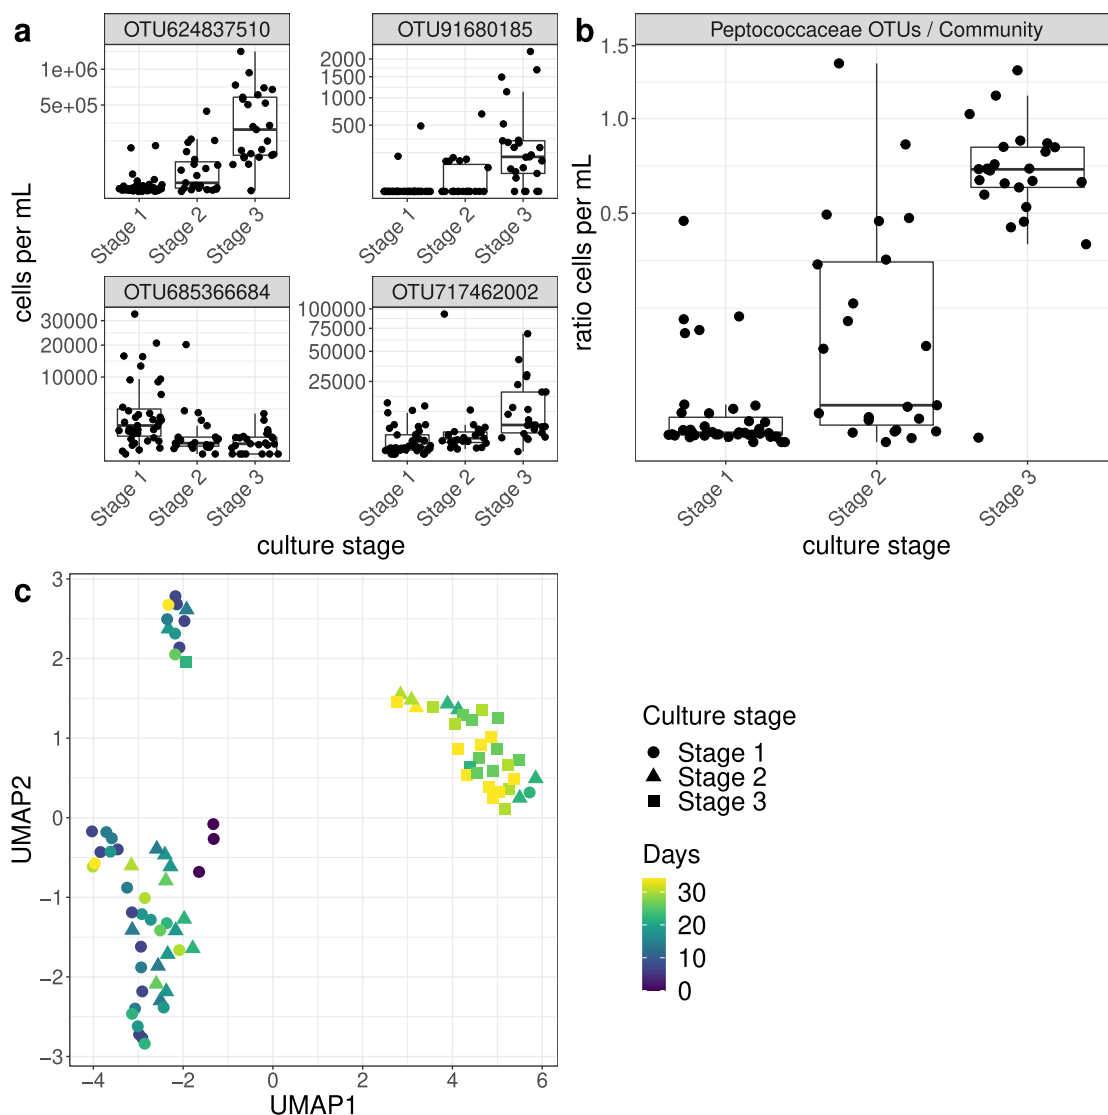 a
OTU624837510
OTU91680185
1e+06
5e+05
2000
1500
1000
500
Stage 1
Stage 2
Stage 3
Stage 1
Stage 2
Stage 3
cells per mL
OTU685366684
OTU717462002
30000
20000
10000
100000
75000
50000
25000
Stage 1
Stage 2
Stage 3
Stage 1
Stage 2
Stage 3
culture stage
b
Peptococcaceae OTUs / Community
1.5
1.0
0.5
ratio cells per mL
Stage 1
Stage 2
Stage 3
culture stage
c
3
2
1
0
−1
−2
−3
UMAP2
−4
−2
0
2
4
6
UMAP1
Culture stage
Stage 1
Stage 2
Stage 3
Days
30
20
10
0